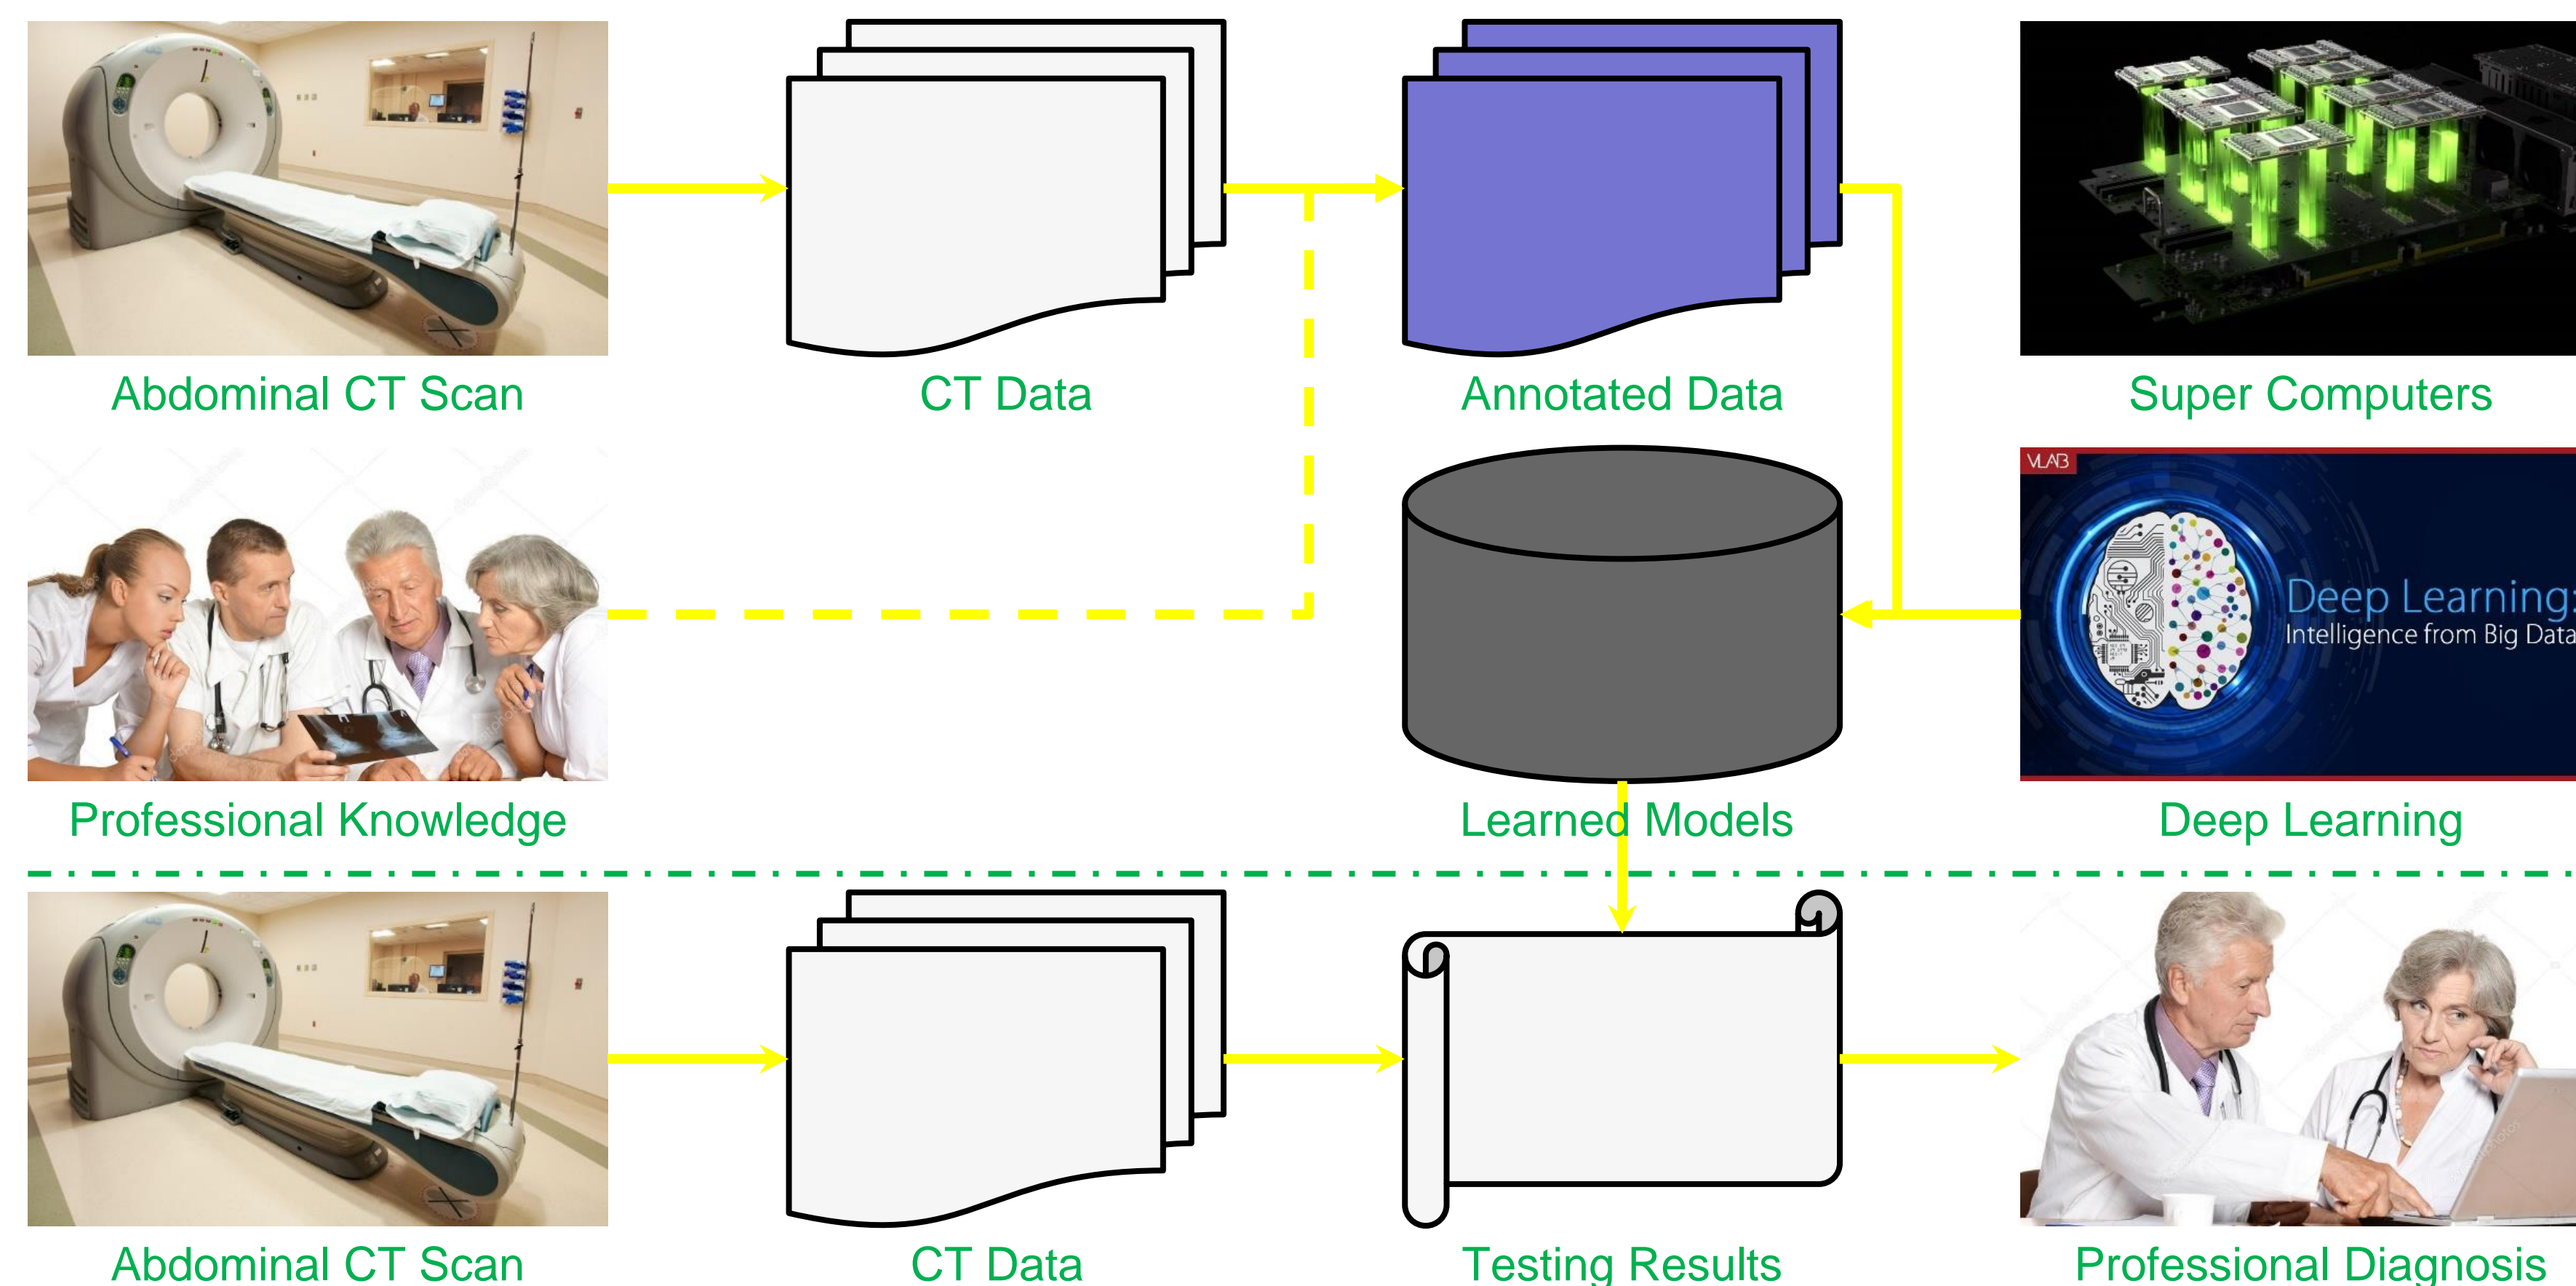 Abdominal CT Scan
CT Data
Annotated Data
Super Computers
VLAB
Deep Learning:
Intelligence from Big Data
Professional Knowledge
Learned Models
Deep Learning
Abdominal CT Scan
CT Data
Testing Results
Professional Diagnosis